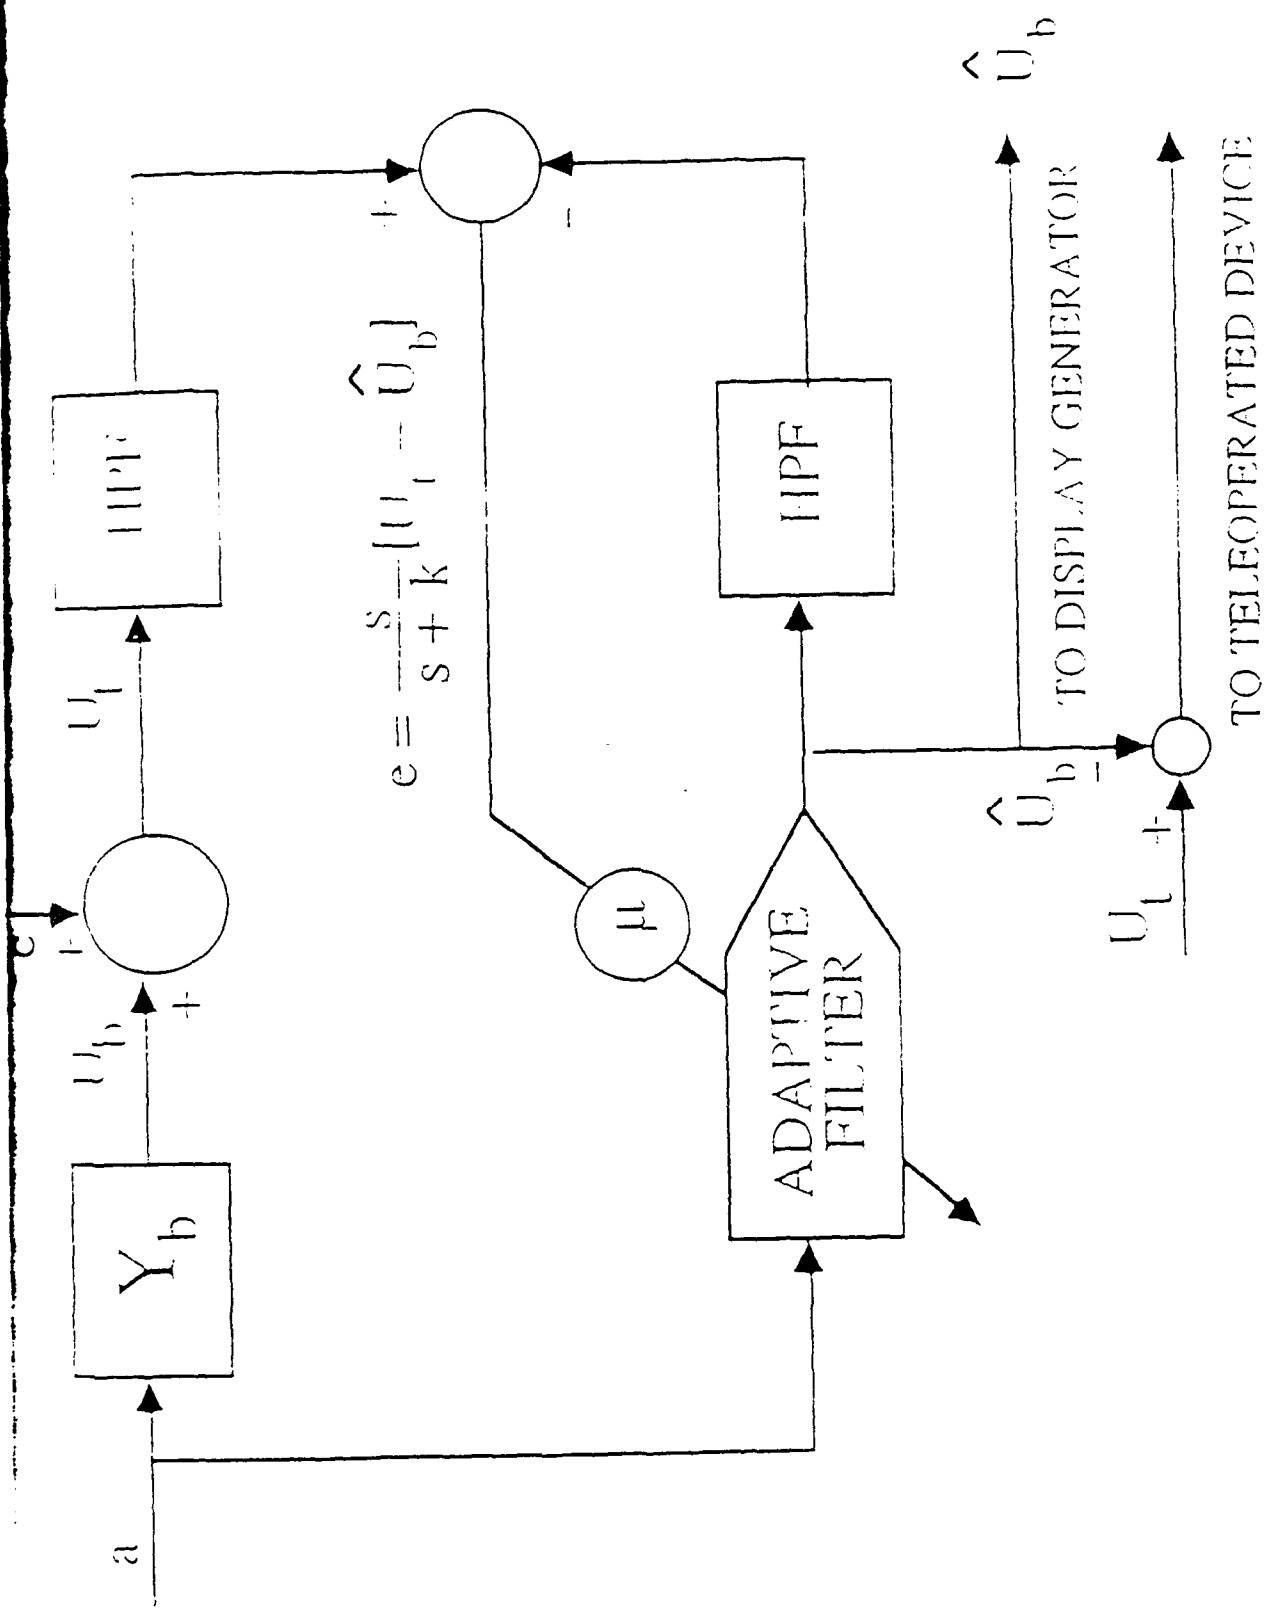 a
Y_b
U_b
+
+
c
U_t
HPF
+
-
e = s / (s + k) [U_t − Û_b]
μ
ADAPTIVE
FILTER
HPF
Û_b
-
U_t
+
TO DISPLAY GENERATOR
Û_b
TO TELEOPERATED DEVICE